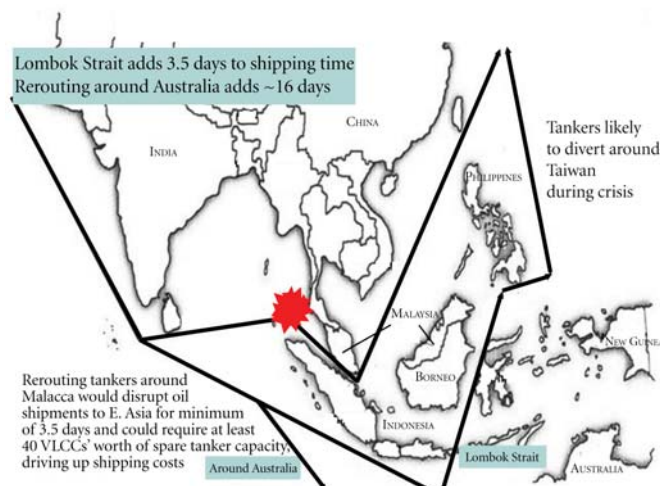 Lombok Strait adds 3.5 days to shipping time
Rerouting around Australia adds ~16 days
CHINA
INDIA
Tankers likely
to divert around
Taiwan
during crisis
PHILIPPINES
MALAYSIA
NEW GUINEA
BORNEO
Rerouting tankers around
Malacca would disrupt oil
shipments to E. Asia for minimum
of 3.5 days and could require at least
40 VLCCs' worth of spare tanker capacity,
driving up shipping costs
INDONESIA
Around Australia
Lombok Strait
AUSTRALIA